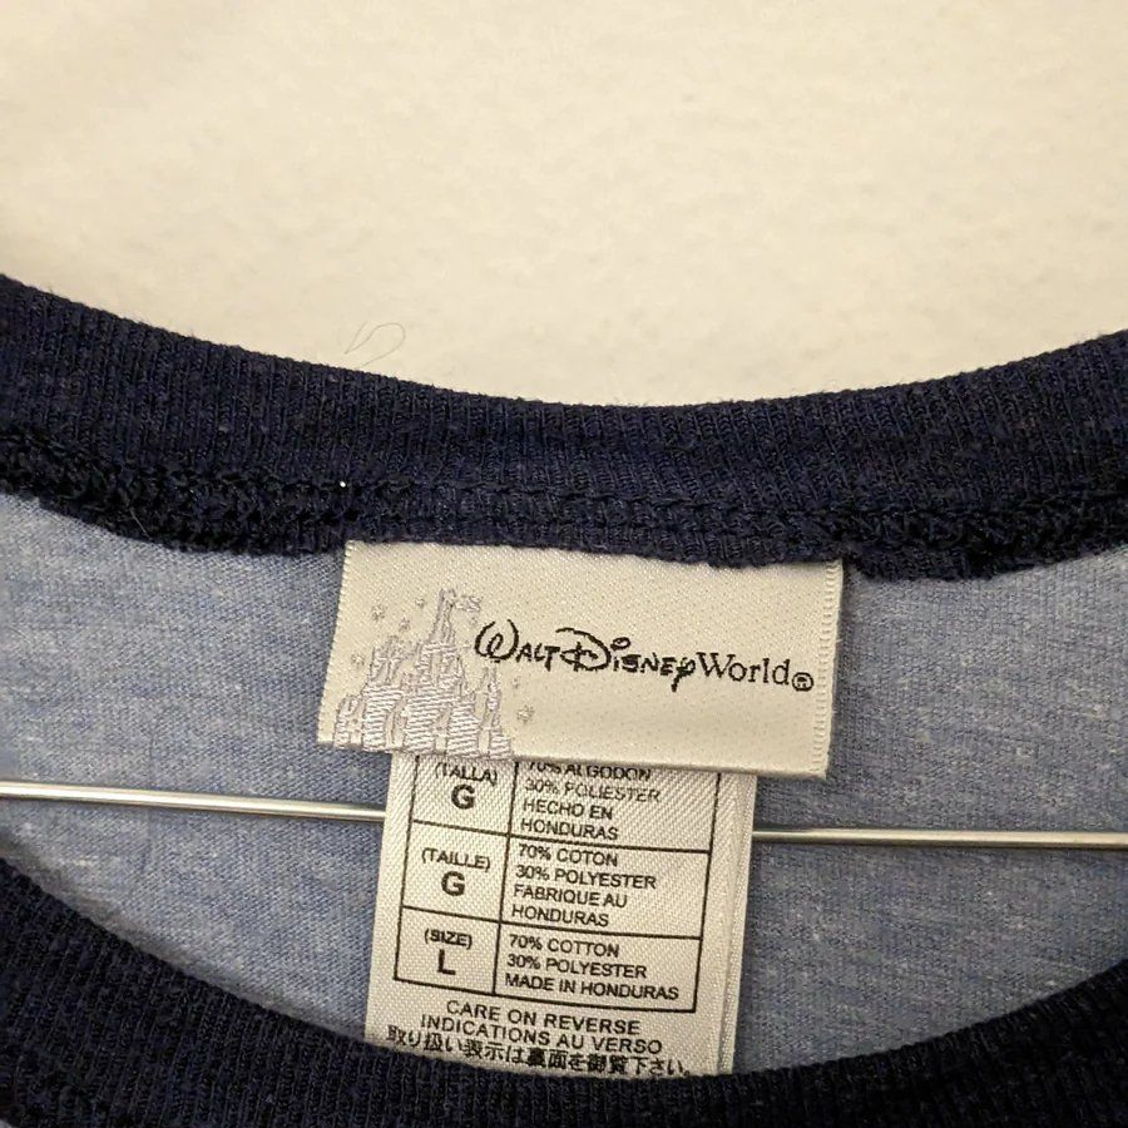 WALT DISNEY World®
(TALLA)
G
70% ALGODON
30% POLIESTER
HECHO EN
HONDURAS
(TAILLE)
G
70% COTON
30% POLYESTER
FABRIQUE AU
HONDURAS
(SIZE)
L
70% COTTON
30% POLYESTER
MADE IN HONDURAS
CARE ON REVERSE
INDICATIONS AU VERSO
取り扱い表示は裏面を御覧下さい。